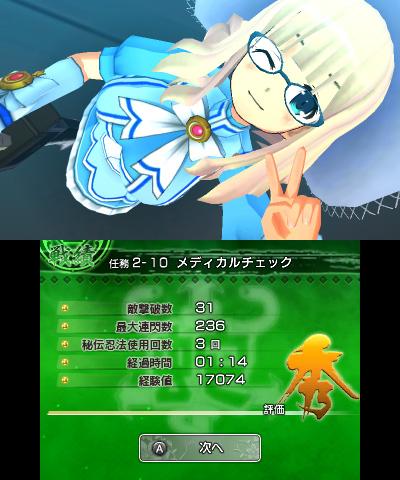 戦績
任務2-10 メディカルチェック
敵撃破数 31
最大連閃数 236
秘伝忍法使用回数 3 回
経過時間 01:14
経験値 17074
秀
評価
A 次へ